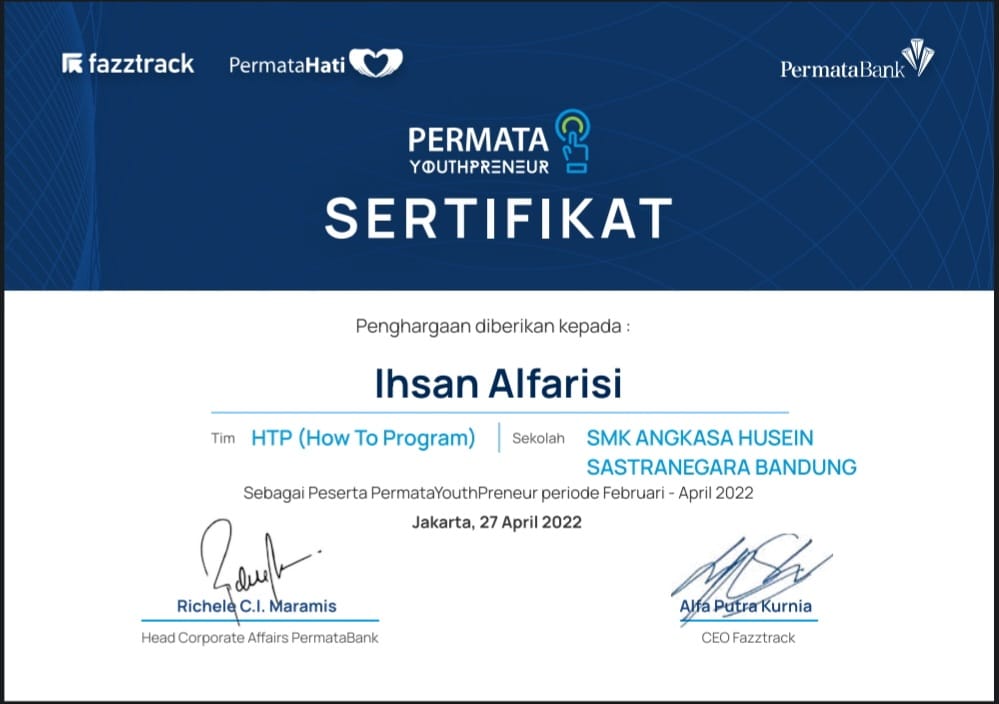 fazztrack PermataHati PermataBank
PERMATA
YOUTHPRENEUR
SERTIFIKAT
Penghargaan diberikan kepada :
Ihsan Alfarisi
Tim HTP (How To Program) Sekolah SMK ANGKASA HUSEIN
SASTRANEGARA BANDUNG
Sebagai Peserta PermataYouthPreneur periode Februari - April 2022
Jakarta, 27 April 2022
Richele C.I. Maramis Alfa Putra Kurnia
Head Corporate Affairs PermataBank CEO Fazztrack